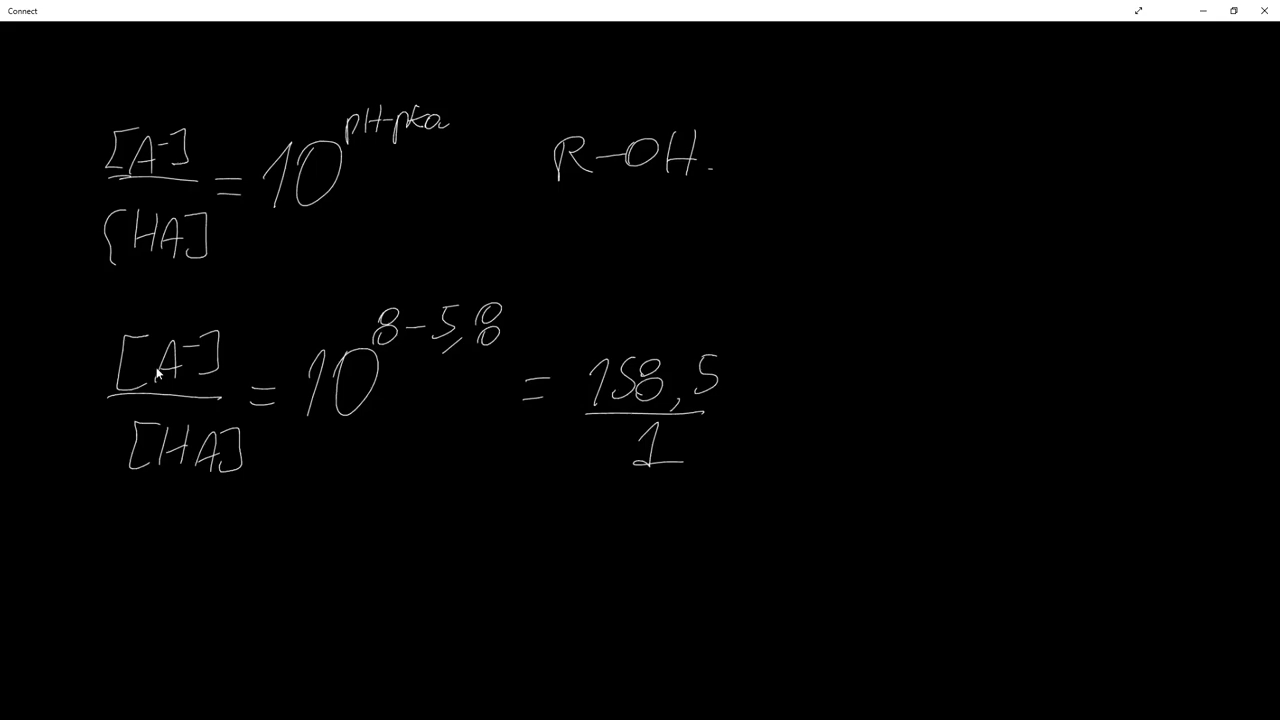 Connect
[A⁻]/[HA] = 10^(pH-pKa)
R-OH.
[A⁻]/[HA] = 10^(8-5,8) = 158,5/1